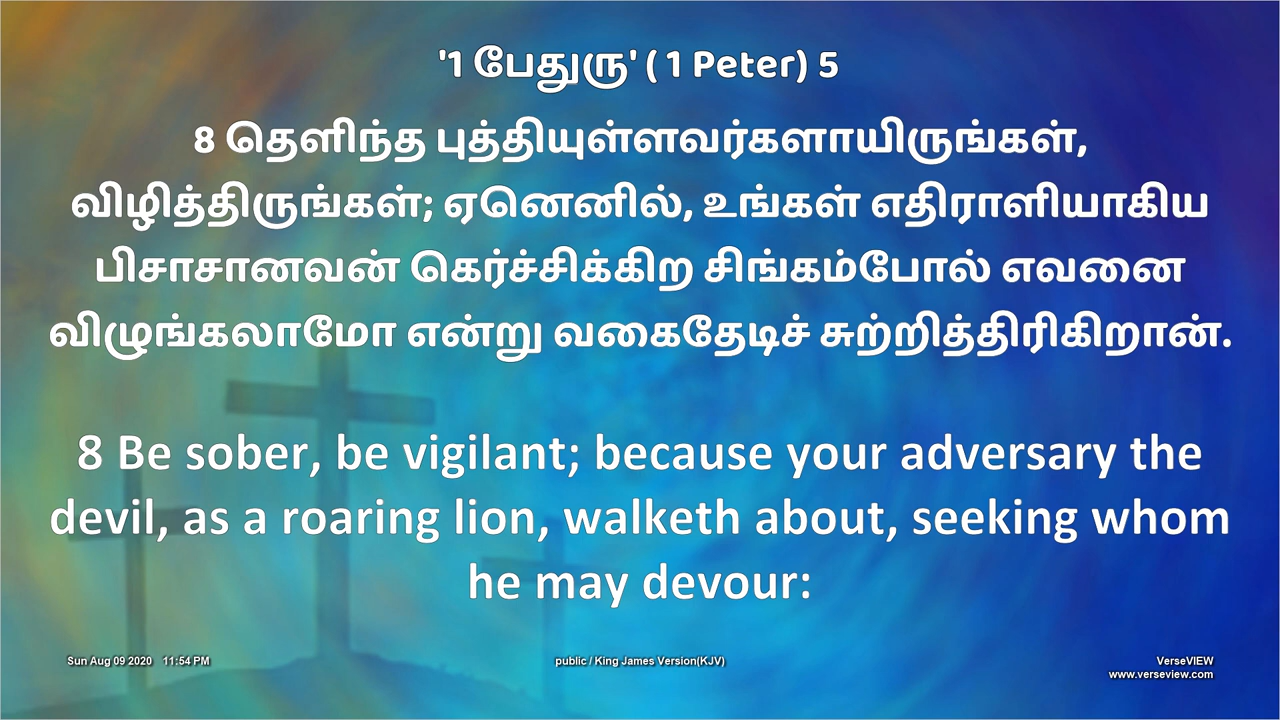 '1 பேதுரு' ( 1 Peter) 5
8 தெளிந்த புத்தியுள்ளவர்களாயிருங்கள்,
விழித்திருங்கள்; ஏனெனில், உங்கள் எதிராளியாகிய
பிசாசானவன் கெர்ச்சிக்கிற சிங்கம்போல் எவனை
விழுங்கலாமோ என்று வகைதேடிச் சுற்றித்திரிகிறான்.
8 Be sober, be vigilant; because your adversary the
devil, as a roaring lion, walketh about, seeking whom
he may devour:
Sun Aug 09 2020 11:54 PM
public / King James Version(KJV)
VerseVIEW
www.verseview.com